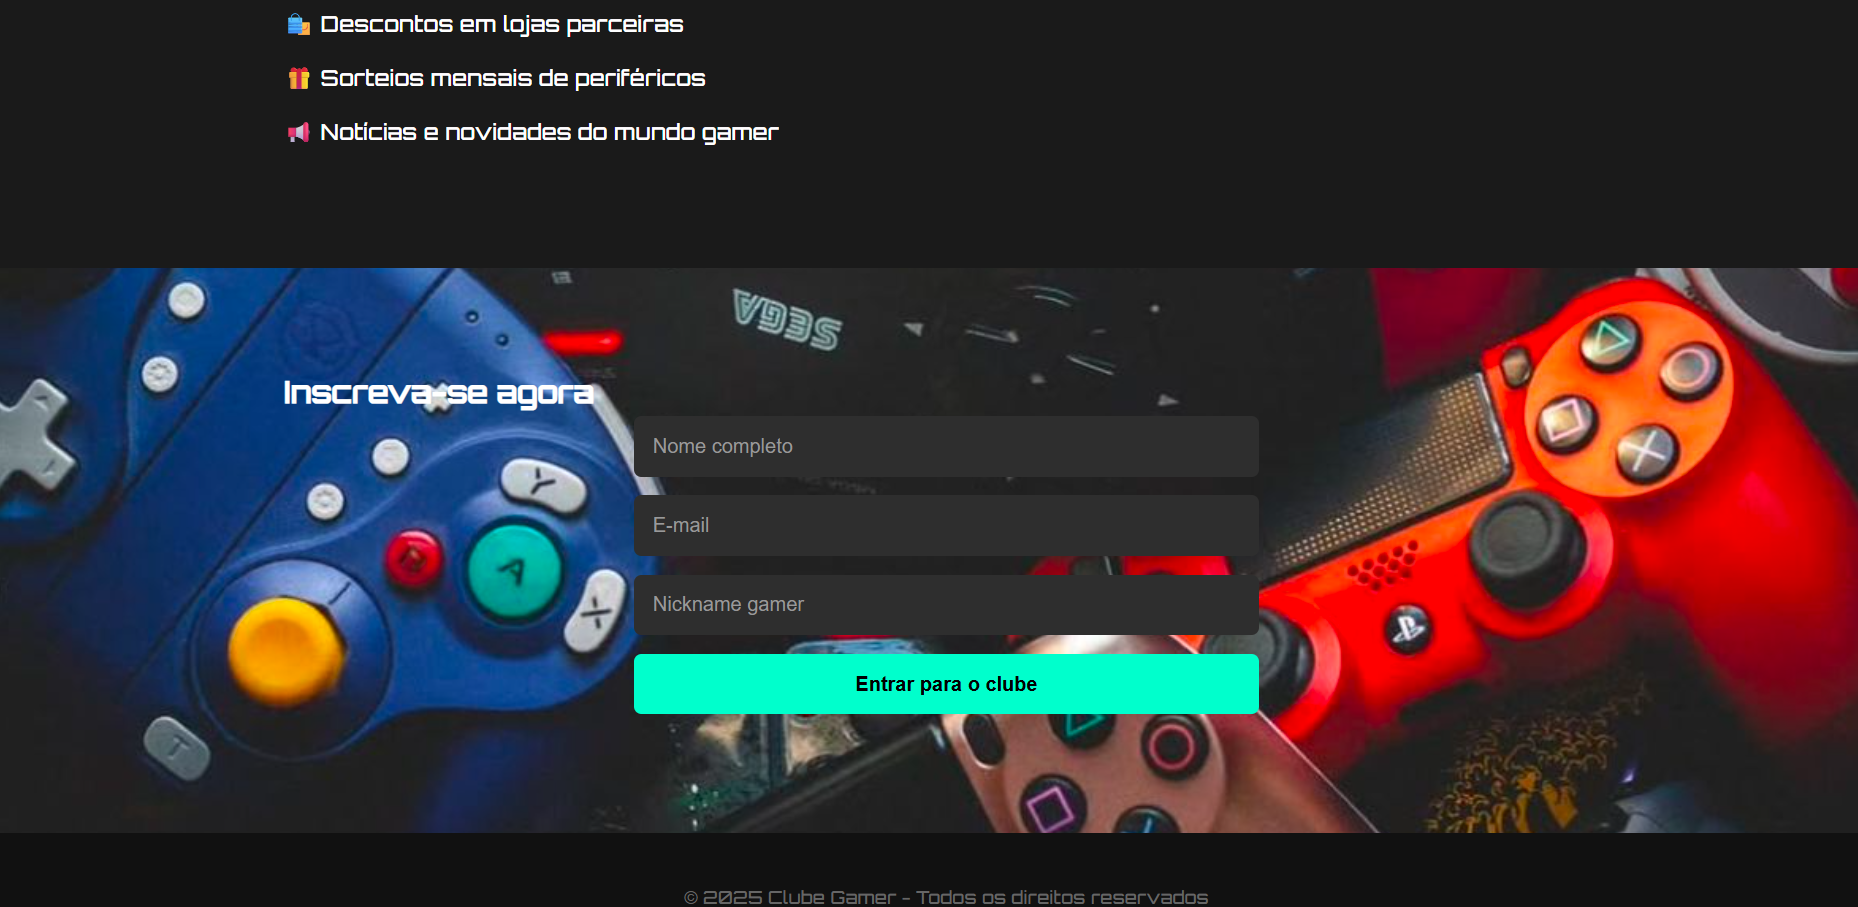 Descontos em lojas parceiras
Sorteios mensais de periféricos
Notícias e novidades do mundo gamer
SEGA
Inscreva-se agora
Nome completo
Y
E-mail
A
X
Nickname gamer
Entrar para o clube
© 2025 Clube Gamer - Todos os direitos reservados